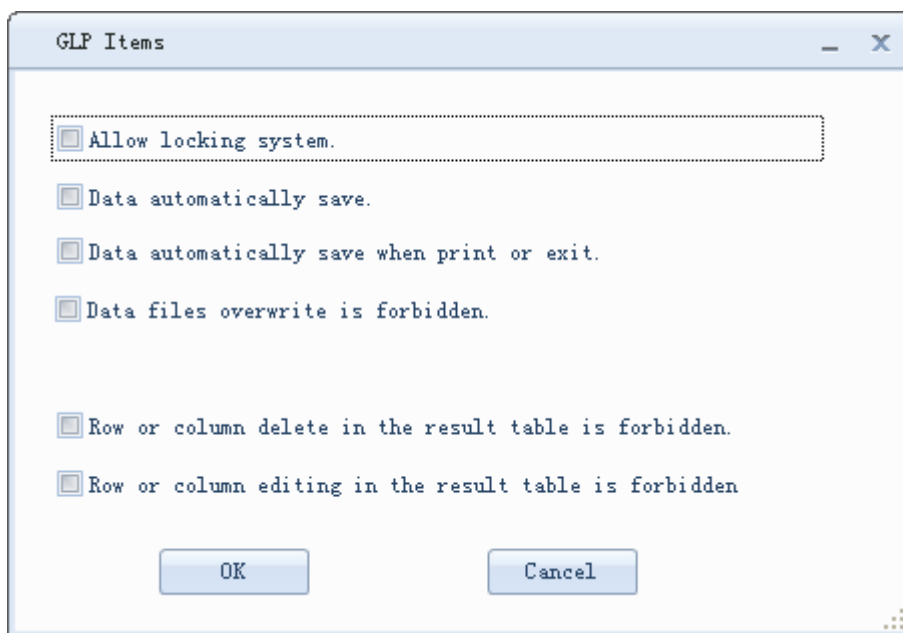 GLP Items
Allow locking system.
Data automatically save.
Data automatically save when print or exit.
Data files overwrite is forbidden.
Row or column delete in the result table is forbidden.
Row or column editing in the result table is forbidden
OK Cancel